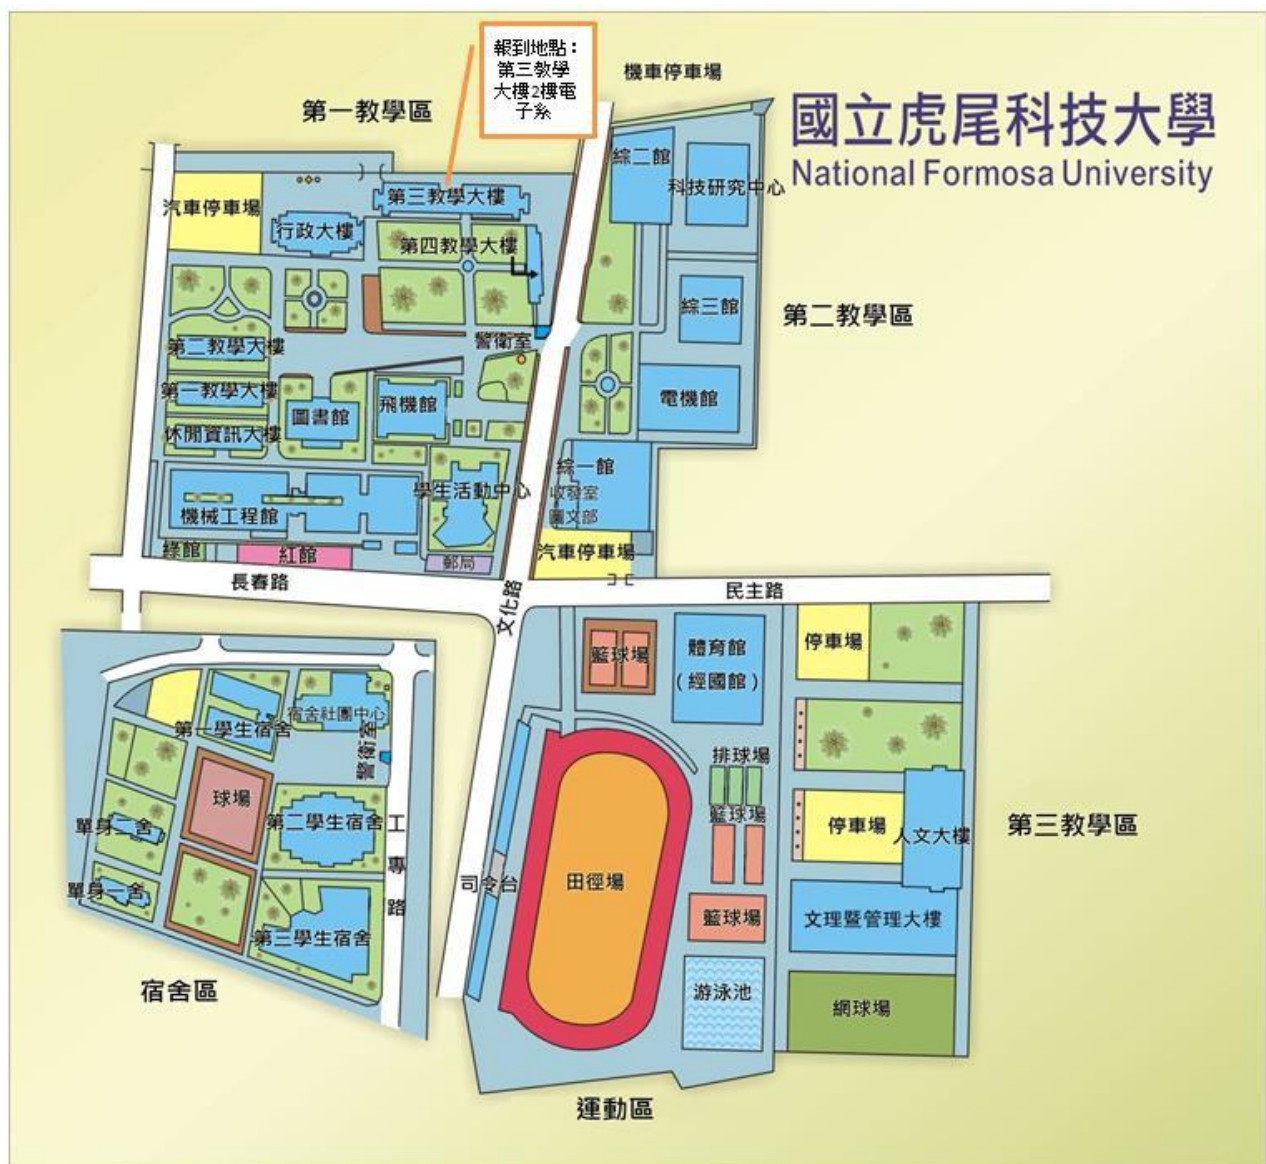 報到地點：
第三教學
大樓2樓電
子系
機車停車場
第一教學區
國立虎尾科技大學
National Formosa University
綜二館
科技研究中心
汽車停車場
第三教學大樓
行政大樓
第四教學大樓
綜三館
第二教學區
警衛室
第二教學大樓
第一教學大樓
圖書館
飛機館
電機館
休閒資訊大樓
綜一館
收發室
圖文部
學生活動中心
機械工程館
綠館
紅館
郵局
汽車停車場
長春路
文化路
民主路
籃球場
體育館
（經國館）
停車場
第一學生宿舍
宿舍社團中心
警衛室
排球場
球場
籃球場
停車場
人文大樓
第三教學區
單身二舍
第二學生宿舍
工專路
單身一舍
司令台
田徑場
籃球場
文理暨管理大樓
第三學生宿舍
宿舍區
游泳池
網球場
運動區